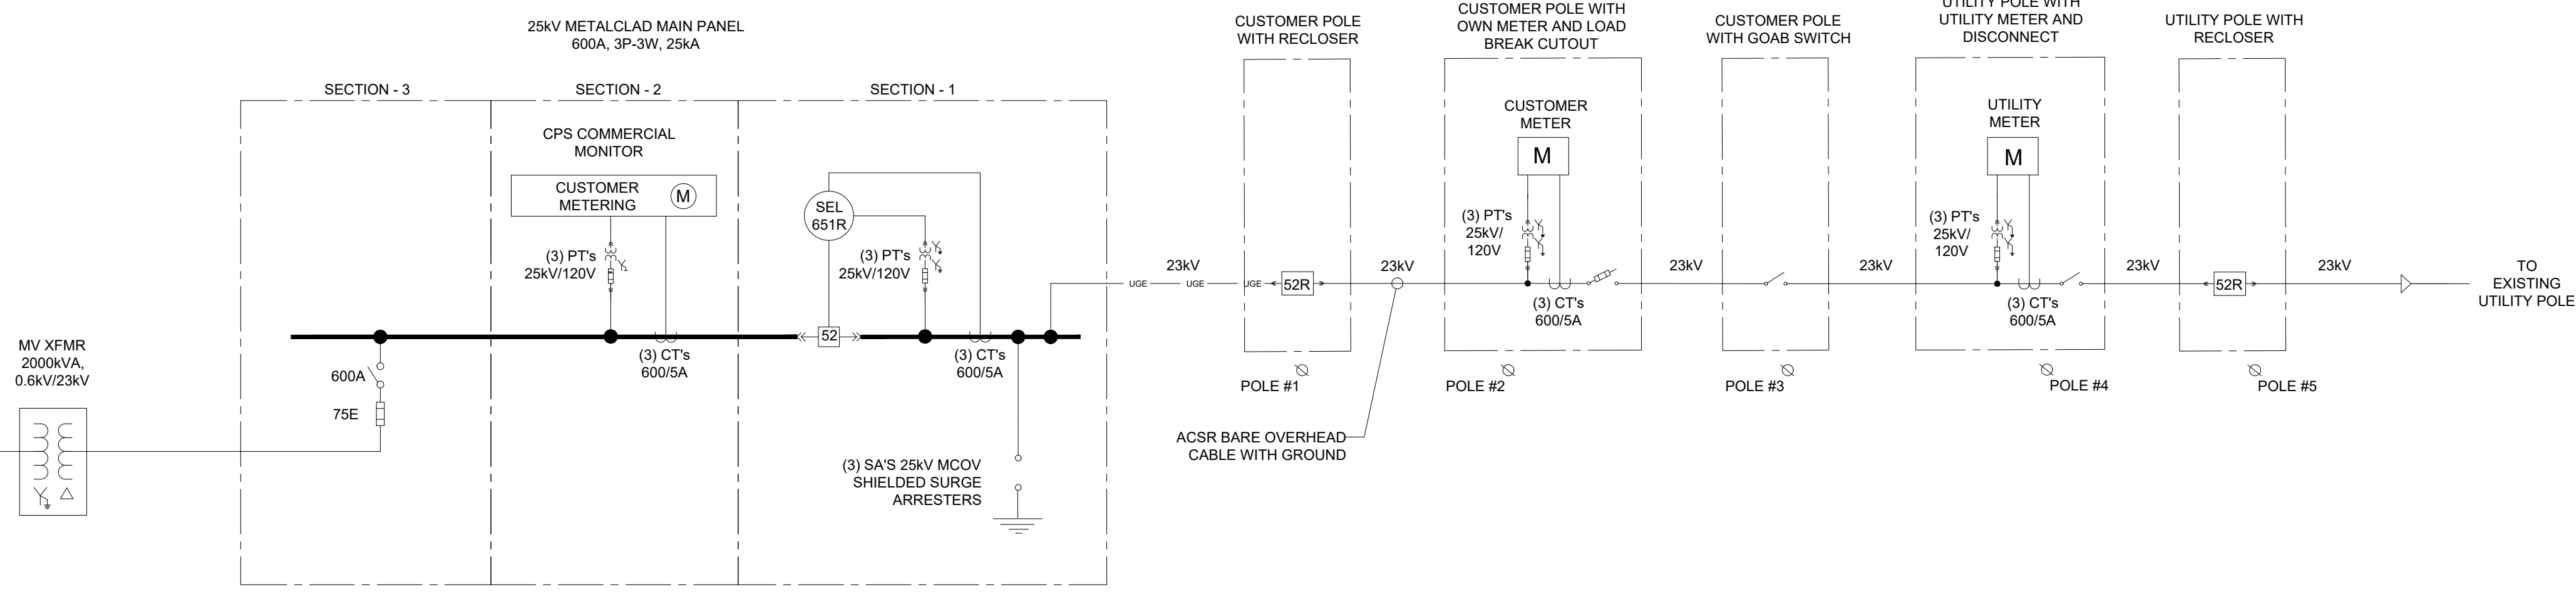 25kV METALCLAD MAIN PANEL
600A, 3P-3W, 25kA
SECTION - 3
SECTION - 2
SECTION - 1
CPS COMMERCIAL
MONITOR
CUSTOMER
METERING
M
(3) PT's
25kV/120V
(3) CT's
600/5A
SEL
651R
(3) PT's
25kV/120V
52
(3) CT's
600/5A
600A
75E
MV XFMR
2000kVA,
0.6kV/23kV
(3) SA'S 25kV MCOV
SHIELDED SURGE
ARRESTERS
UGE
UGE
UGE
23kV
CUSTOMER POLE
WITH RECLOSER
52R
POLE #1
23kV
ACSR BARE OVERHEAD
CABLE WITH GROUND
CUSTOMER POLE WITH
OWN METER AND LOAD
BREAK CUTOUT
CUSTOMER
METER
M
(3) PT's
25kV/
120V
(3) CT's
600/5A
POLE #2
23kV
CUSTOMER POLE
WITH GOAB SWITCH
POLE #3
23kV
UTILITY POLE WITH
UTILITY METER AND
DISCONNECT
UTILITY
METER
M
(3) PT's
25kV/
120V
(3) CT's
600/5A
POLE #4
23kV
UTILITY POLE WITH
RECLOSER
52R
POLE #5
23kV
TO
EXISTING
UTILITY POLE